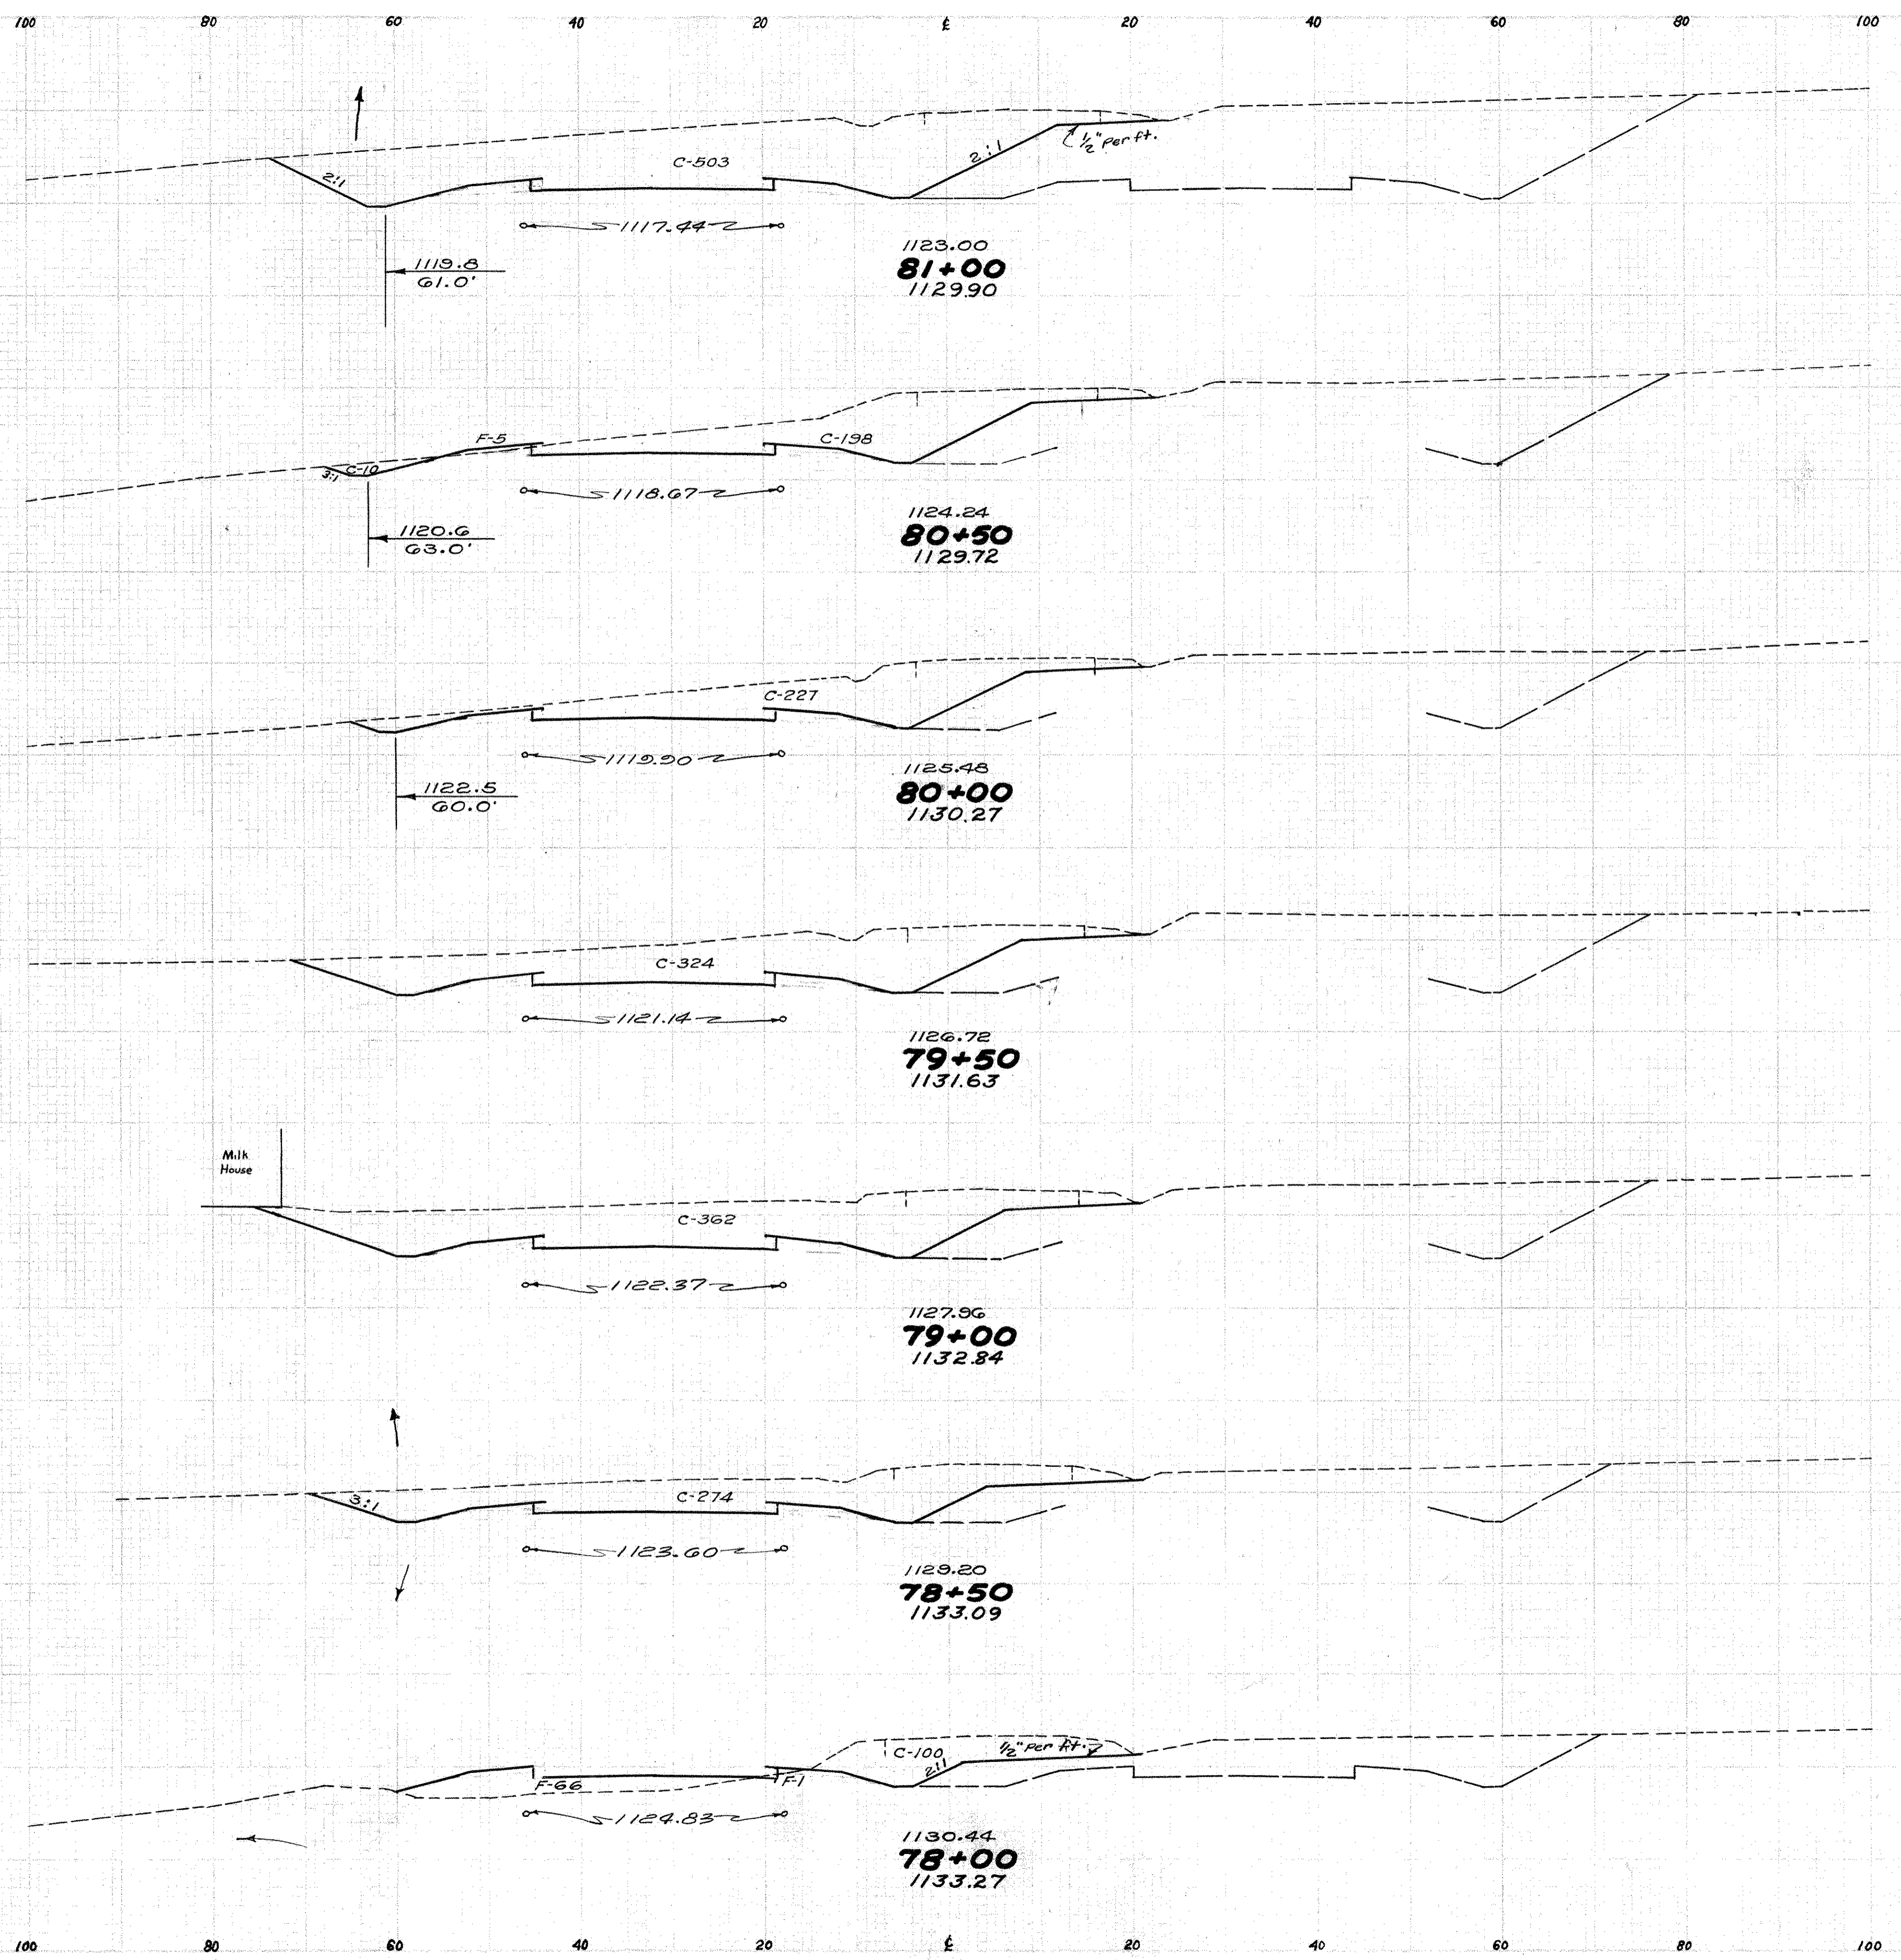 100 80 60 40 20 ℄ 20 40 60 80 100
C-503
2:1
2:1
½" per ft.
1117.44
1119.8
61.0'
1123.00
81+00
1129.90
F-5
C-198
3:1
C-10
1118.67
1120.6
63.0'
1124.24
80+50
1129.72
C-227
1119.90
1122.5
60.0'
1125.48
80+00
1130.27
C-324
1121.14
1126.72
79+50
1131.63
Milk
House
C-362
1122.37
1127.96
79+00
1132.84
3:1
C-274
1123.60
1129.20
78+50
1133.09
C-100
½" per ft.
2:1
F-66
F-1
1124.83
1130.44
78+00
1133.27
100 80 60 40 20 ℄ 20 40 60 80 100